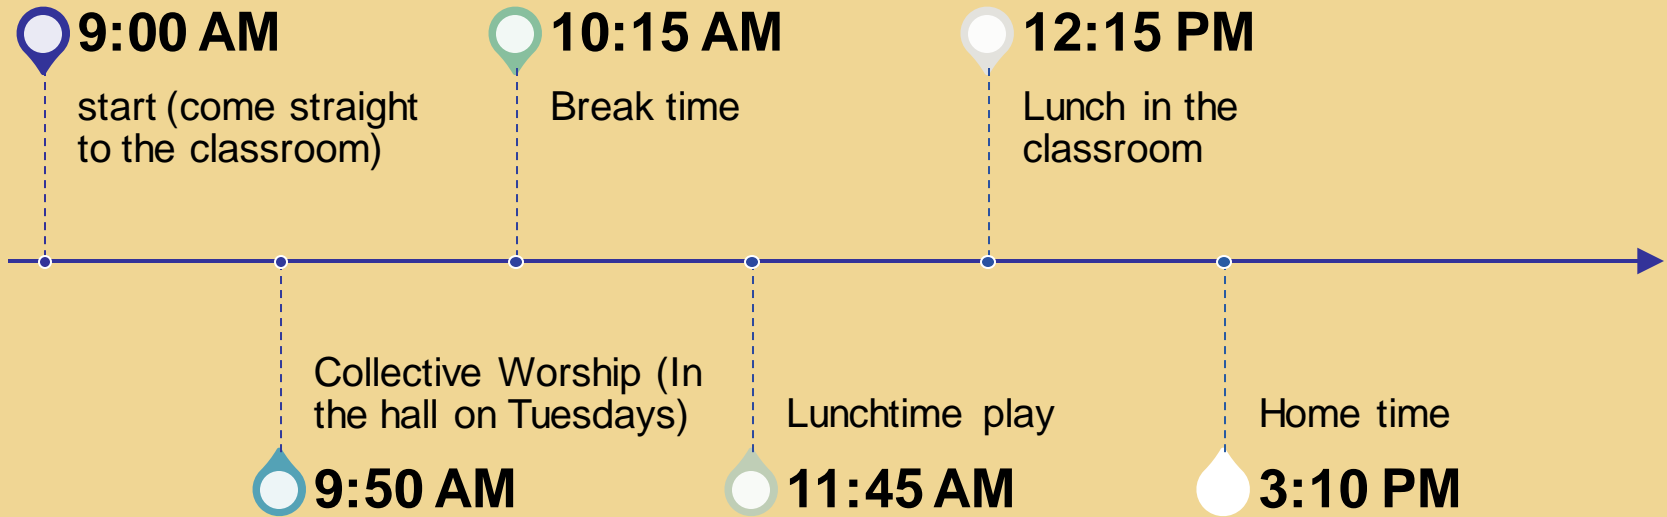 9:00 AM
start (come straight
to the classroom)
10:15 AM
Break time
12:15 PM
Lunch in the
classroom
Collective Worship (In
the hall on Tuesdays)
9:50 AM
Lunchtime play
11:45 AM
Home time
3:10 PM